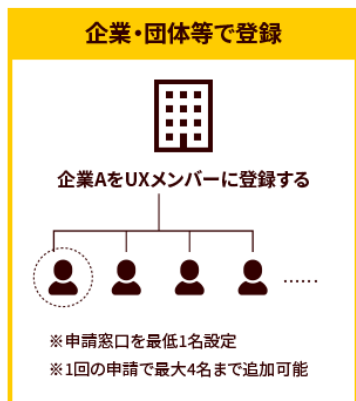 企業・団体等で登録
企業AをUXメンバーに登録する
……
※申請窓口を最低1名設定
※1回の申請で最大4名まで追加可能